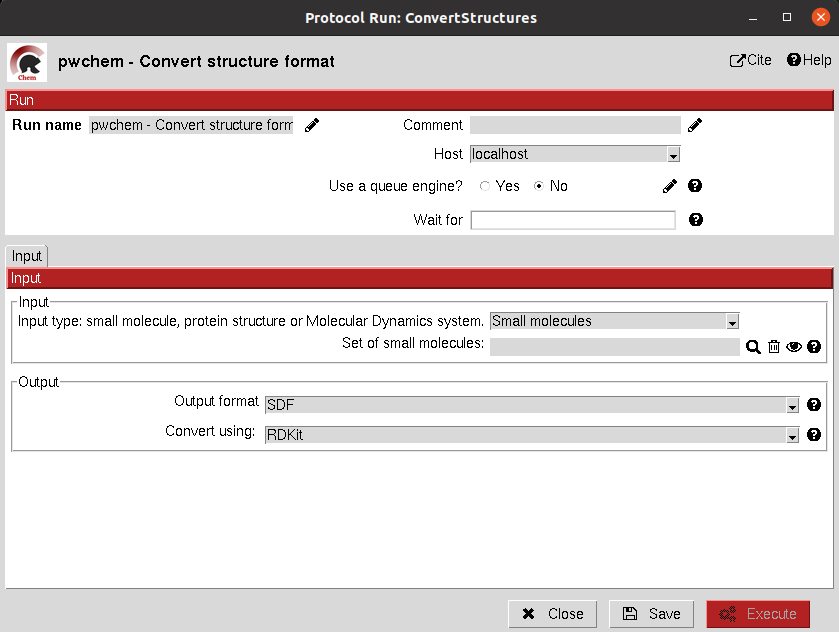 Protocol Run: ConvertStructures
Chem
pwchem - Convert structure format
Cite
Help
Run
Run name pwchem - Convert structure form
Comment
Host localhost
Use a queue engine? Yes No
Wait for
Input
Input
Input
Input type: small molecule, protein structure or Molecular Dynamics system. Small molecules
Set of small molecules:
Output
Output format SDF
Convert using: RDKit
Close Save Execute